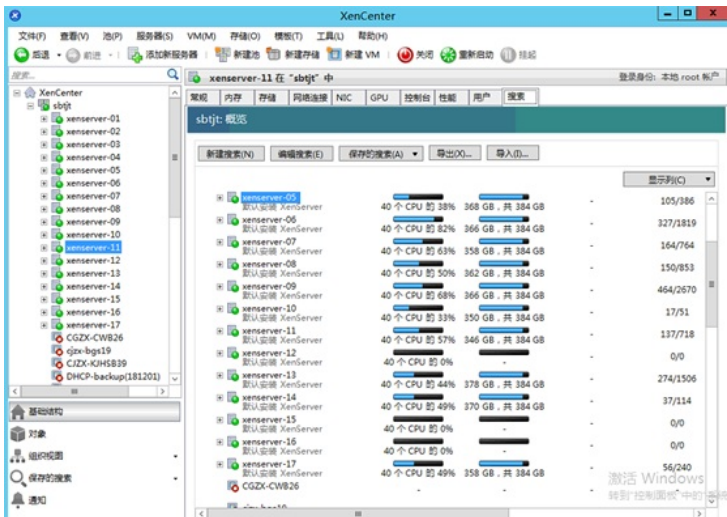 XenCenter
文件(F) 查看(V) 池(P) 服务器(S) VM(M) 存储(O) 模板(T) 工具(L) 帮助(H)
后退 前进 添加新服务器 新建池 新建存储 新建 VM 关闭 重新启动 挂起
搜索...
xenserver-11 在 "sbtjt" 中 登录身份: 本地 root 帐户
XenCenter
sbtjt
xenserver-01
xenserver-02
xenserver-03
xenserver-04
xenserver-05
xenserver-06
xenserver-07
xenserver-08
xenserver-09
xenserver-10
xenserver-11
xenserver-12
xenserver-13
xenserver-14
xenserver-15
xenserver-16
xenserver-17
CGZX-CWB26
cjzx-bgs19
CJZX-KJHSB39
DHCP-backup(181201)
基础结构
对象
组织视图
保存的搜索
通知
常规 内存 存储 网络连接 NIC GPU 控制台 性能 用户 搜索
sbtjt: 概览
新建搜索(N) 编辑搜索(E) 保存的搜索(A) 导出(X)... 导入(I)...
显示列(C)
xenserver-05
默认安装 XenServer 40 个 CPU 的 38% 368 GB，共 384 GB - 105/386
xenserver-06
默认安装 XenServer 40 个 CPU 的 82% 366 GB，共 384 GB - 327/1819
xenserver-07
默认安装 XenServer 40 个 CPU 的 63% 358 GB，共 384 GB - 164/764
xenserver-08
默认安装 XenServer 40 个 CPU 的 50% 362 GB，共 384 GB - 150/853
xenserver-09
默认安装 XenServer 40 个 CPU 的 68% 366 GB，共 384 GB - 464/2670
xenserver-10
默认安装 XenServer 40 个 CPU 的 33% 350 GB，共 384 GB - 17/51
xenserver-11
默认安装 XenServer 40 个 CPU 的 57% 346 GB，共 384 GB - 137/718
xenserver-12
默认安装 XenServer 40 个 CPU 的 0% - - 0/0
xenserver-13
默认安装 XenServer 40 个 CPU 的 44% 378 GB，共 384 GB - 274/1506
xenserver-14
默认安装 XenServer 40 个 CPU 的 49% 370 GB，共 384 GB - 37/114
xenserver-15
默认安装 XenServer 40 个 CPU 的 0% - - 0/0
xenserver-16
默认安装 XenServer 40 个 CPU 的 0% - - 0/0
xenserver-17
默认安装 XenServer 40 个 CPU 的 49% 358 GB，共 384 GB - 56/240
CGZX-CWB26 - - -
激活 Windows
转到"控制面板"中的